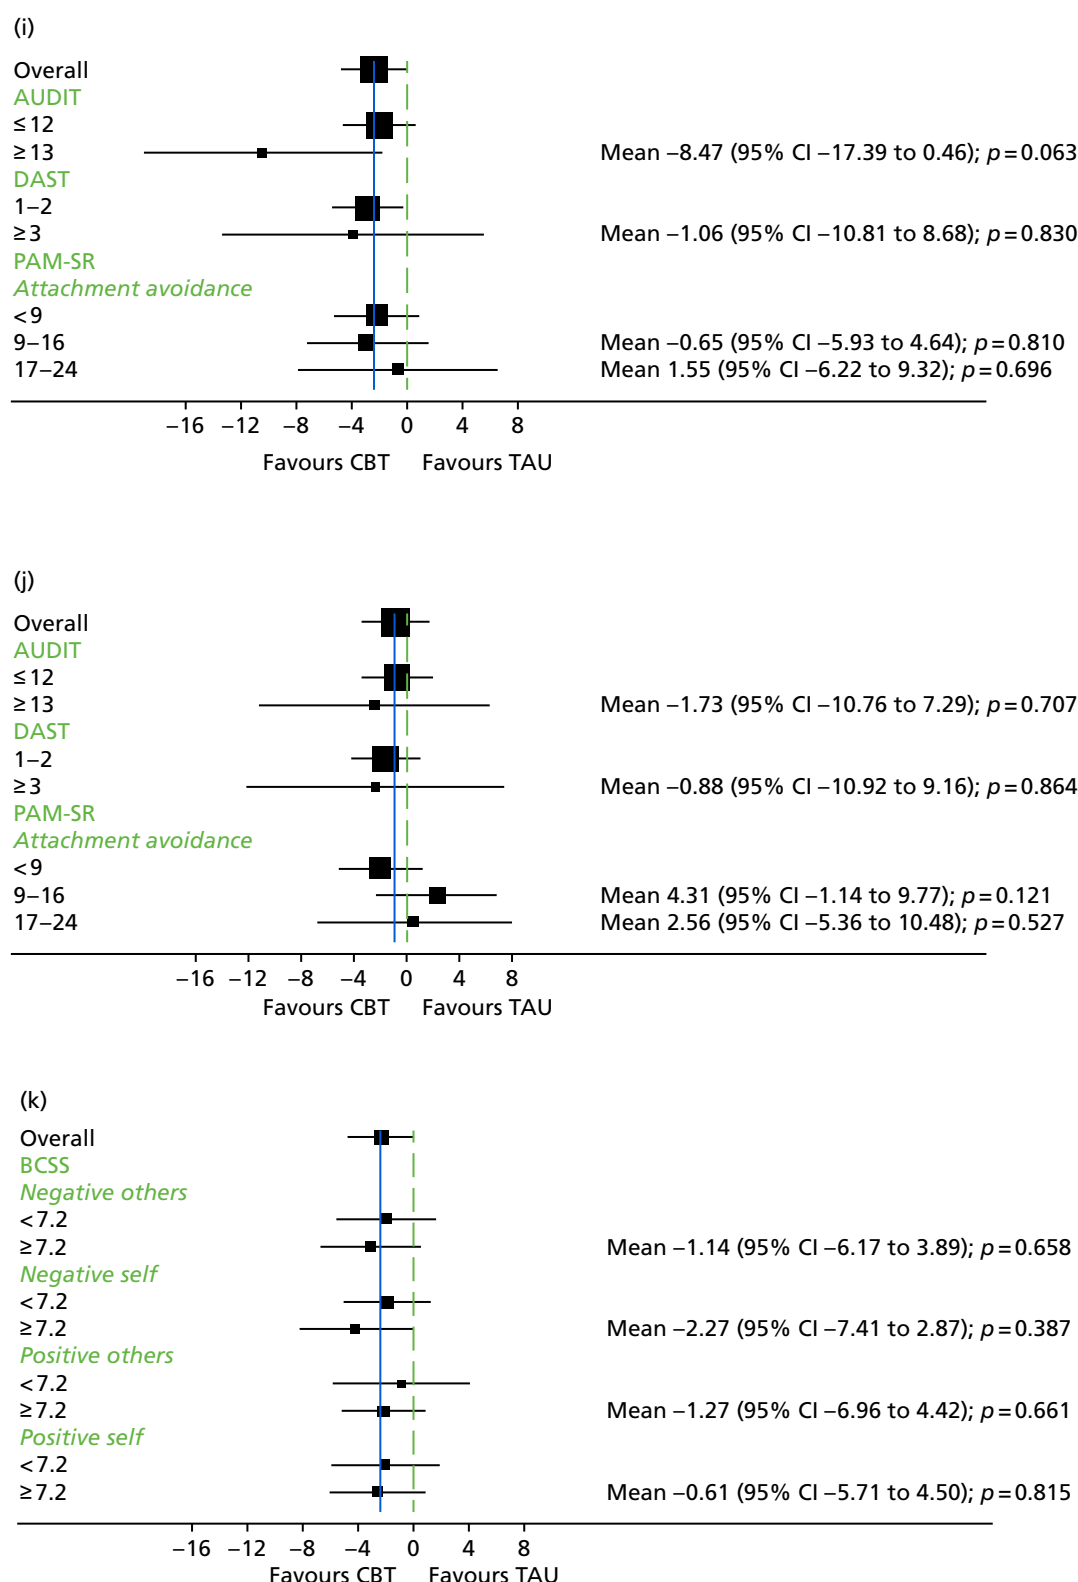 (i)
Overall
AUDIT
≤ 12
≥ 13 Mean −8.47 (95% CI −17.39 to 0.46); p = 0.063
DAST
1–2
≥ 3 Mean −1.06 (95% CI −10.81 to 8.68); p = 0.830
PAM-SR
Attachment avoidance
< 9
9–16 Mean −0.65 (95% CI −5.93 to 4.64); p = 0.810
17–24 Mean 1.55 (95% CI −6.22 to 9.32); p = 0.696
−16 −12 −8 −4 0 4 8
Favours CBT Favours TAU
(j)
Overall
AUDIT
≤ 12
≥ 13 Mean −1.73 (95% CI −10.76 to 7.29); p = 0.707
DAST
1–2
≥ 3 Mean −0.88 (95% CI −10.92 to 9.16); p = 0.864
PAM-SR
Attachment avoidance
< 9
9–16 Mean 4.31 (95% CI −1.14 to 9.77); p = 0.121
17–24 Mean 2.56 (95% CI −5.36 to 10.48); p = 0.527
−16 −12 −8 −4 0 4 8
Favours CBT Favours TAU
(k)
Overall
BCSS
Negative others
< 7.2
≥ 7.2 Mean −1.14 (95% CI −6.17 to 3.89); p = 0.658
Negative self
< 7.2
≥ 7.2 Mean −2.27 (95% CI −7.41 to 2.87); p = 0.387
Positive others
< 7.2
≥ 7.2 Mean −1.27 (95% CI −6.96 to 4.42); p = 0.661
Positive self
< 7.2
≥ 7.2 Mean −0.61 (95% CI −5.71 to 4.50); p = 0.815
−16 −12 −8 −4 0 4 8
Favours CBT Favours TAU